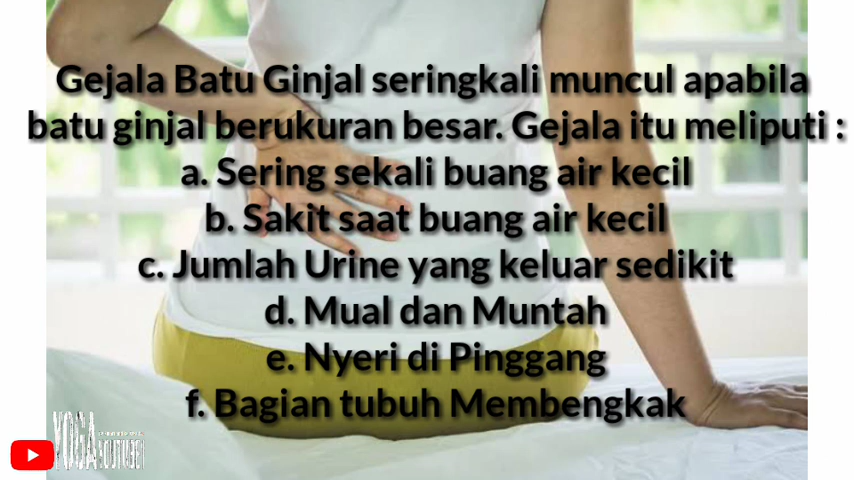 Gejala Batu Ginjal seringkali muncul apabila
batu ginjal berukuran besar. Gejala itu meliputi :
a. Sering sekali buang air kecil
b. Sakit saat buang air kecil
c. Jumlah Urine yang keluar sedikit
d. Mual dan Muntah
e. Nyeri di Pinggang
f. Bagian tubuh Membengkak
YOGA